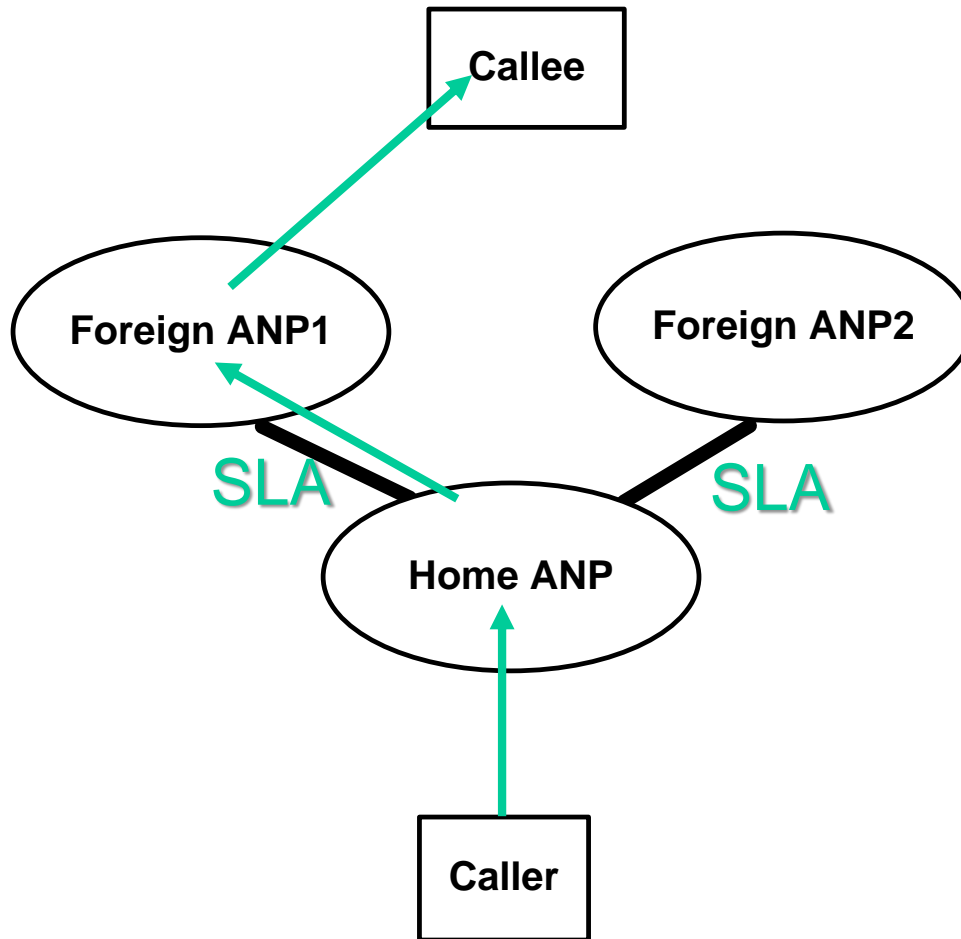 Callee
Foreign ANP1
Foreign ANP2
SLA
SLA
Home ANP
Caller